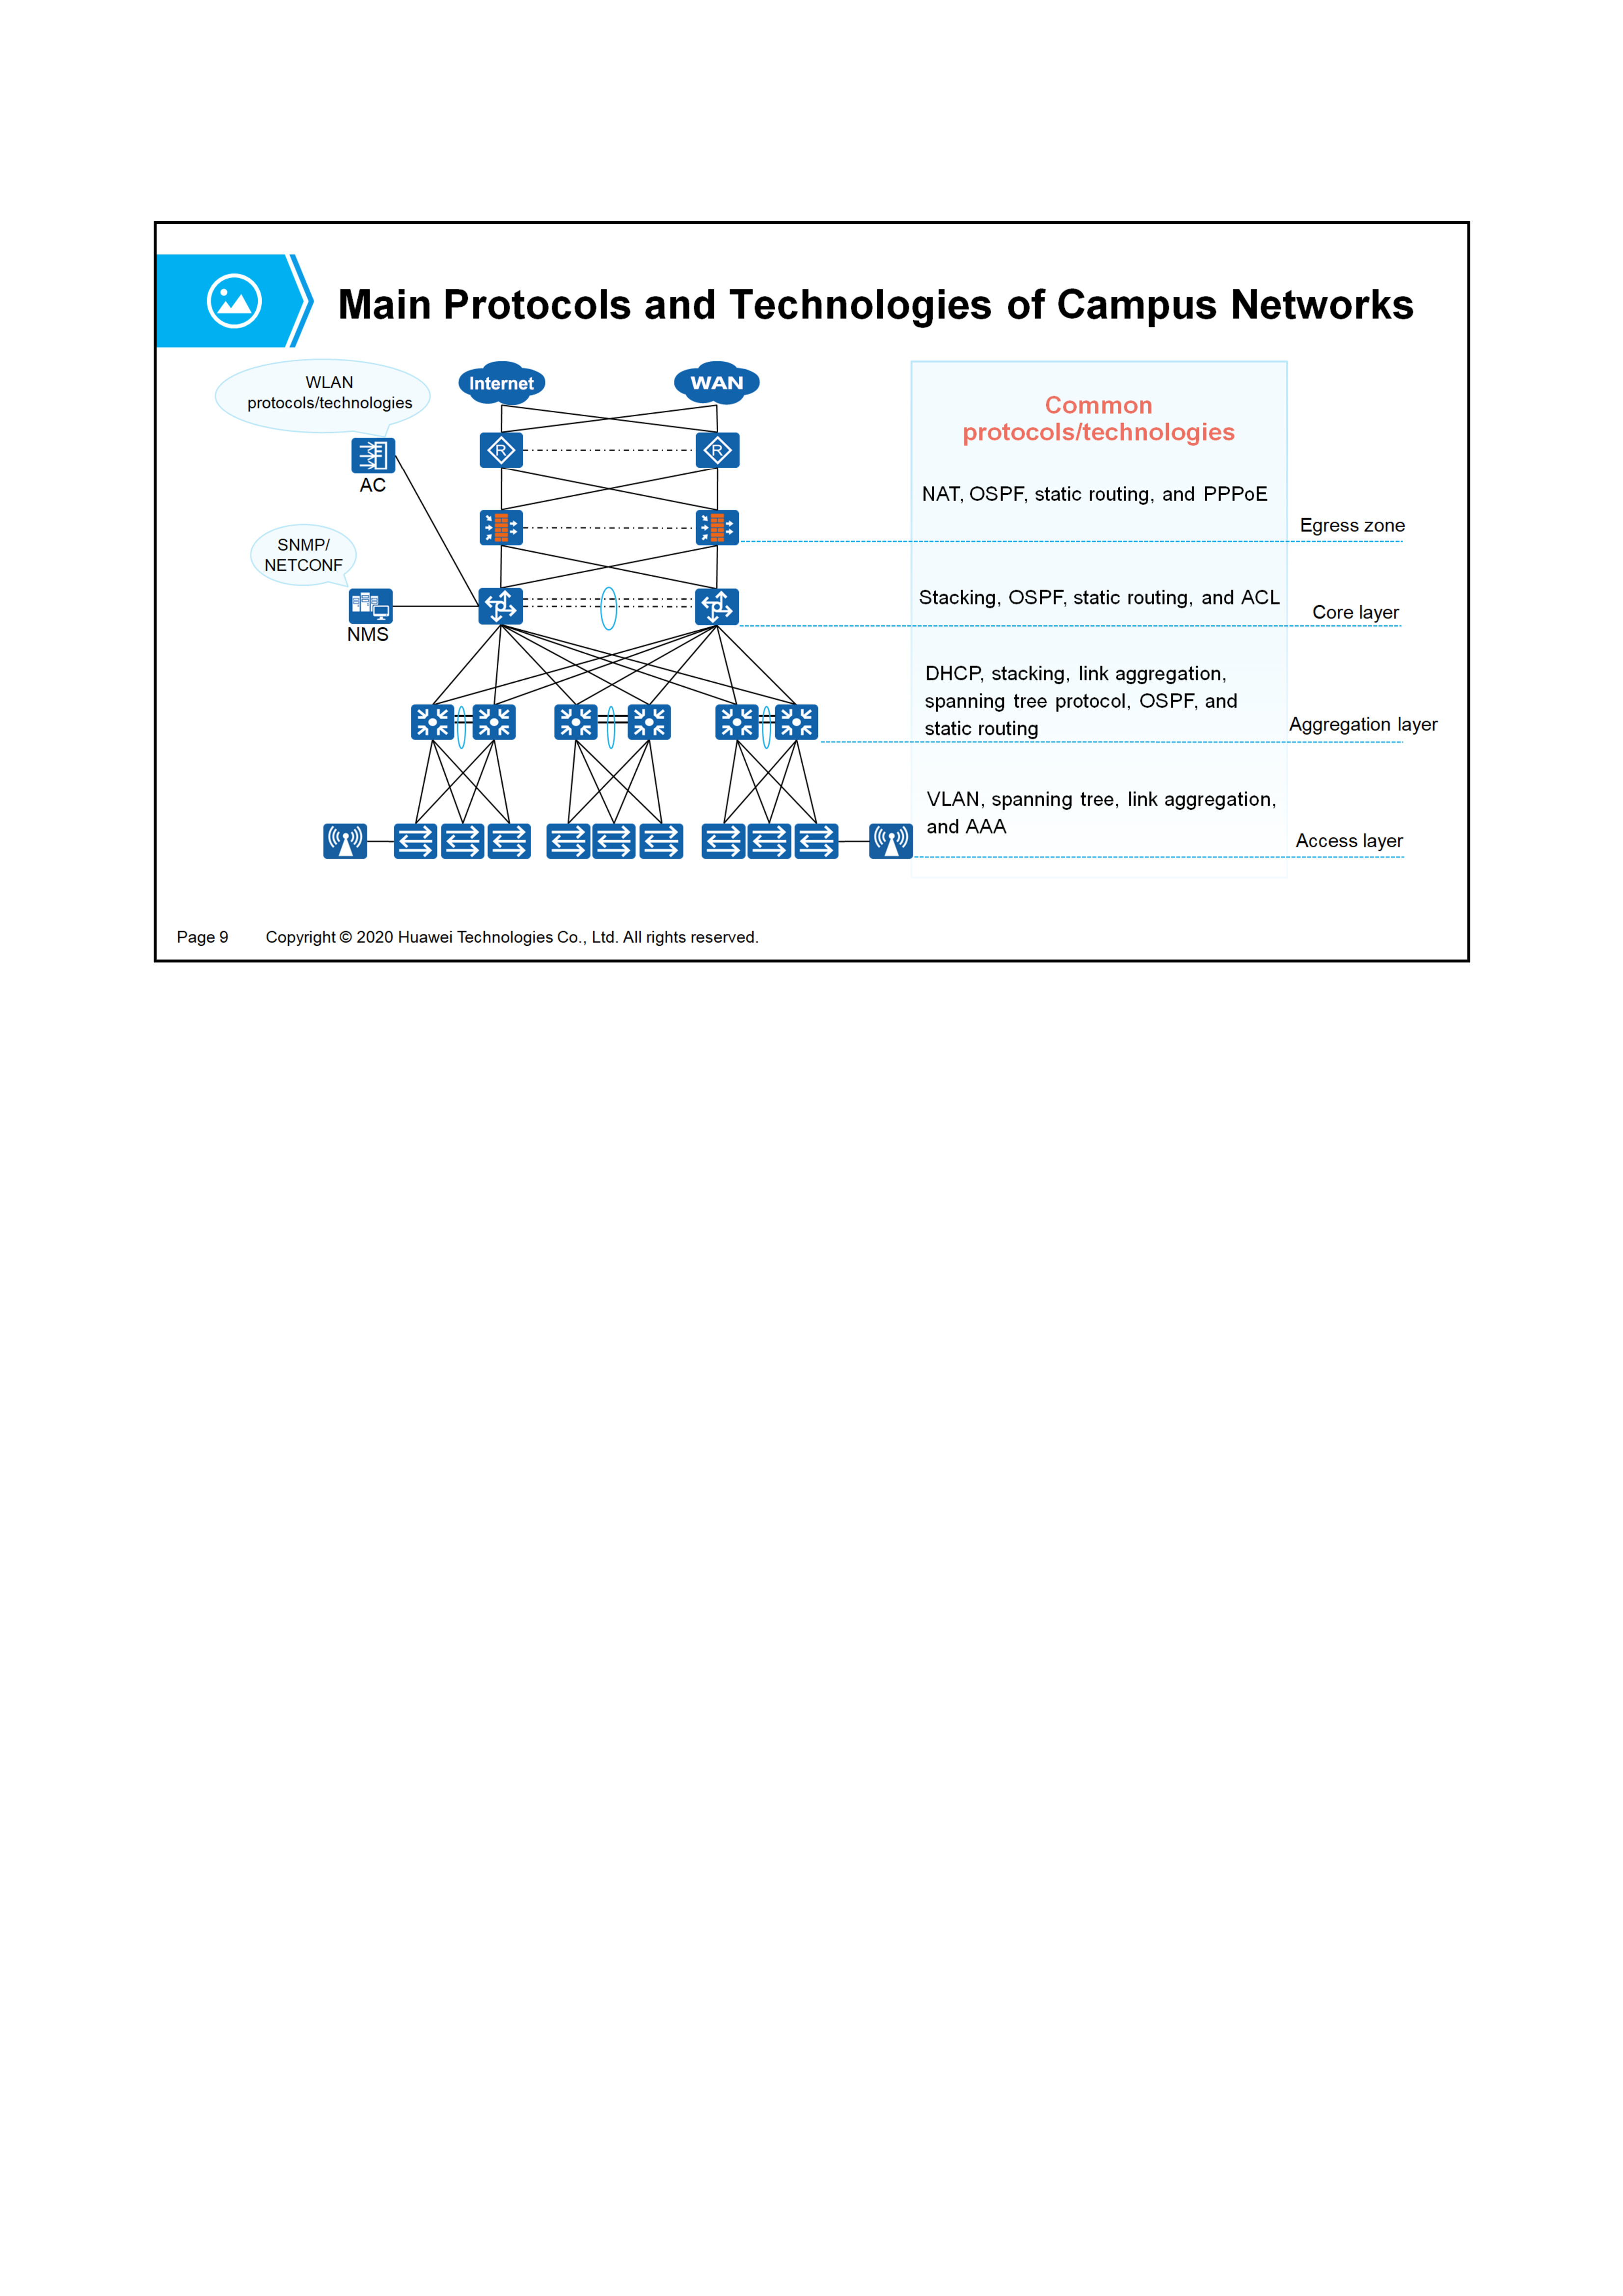 Main Protocols and Technologies of Campus Networks
WLAN
protocols/technologies
Internet
WAN
Common
protocols/technologies
R
R
AC
NAT, OSPF, static routing, and PPPoE
Egress zone
SNMP/
NETCONF
NMS
Stacking, OSPF, static routing, and ACL
Core layer
DHCP, stacking, link aggregation,
spanning tree protocol, OSPF, and
static routing
Aggregation layer
VLAN, spanning tree, link aggregation,
and AAA
Access layer
Page 9
Copyright © 2020 Huawei Technologies Co., Ltd. All rights reserved.